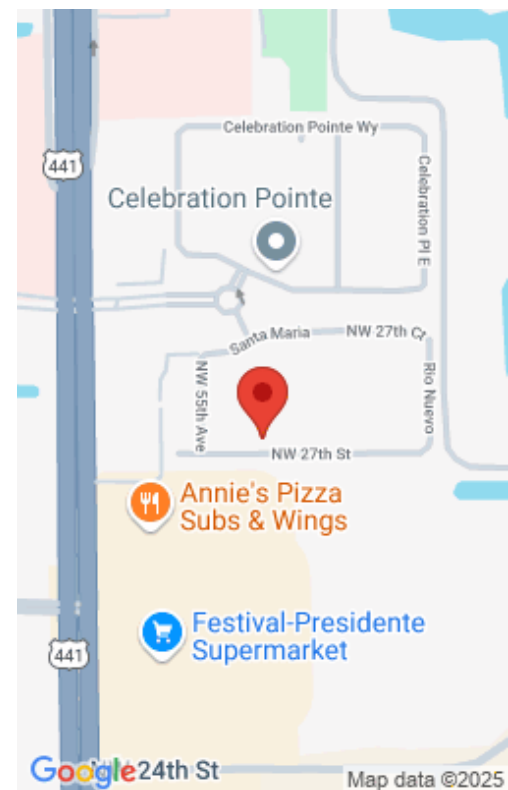 Celebration Pointe Wy
441
Celebration Pl E
Celebration Pointe
Santa Maria
NW 27th Cr
NW 55th Ave
Rio Nuevo
NW 27th St
Annie's Pizza
Subs & Wings
Festival-Presidente
Supermarket
441
Google
24th St
Map data ©2025